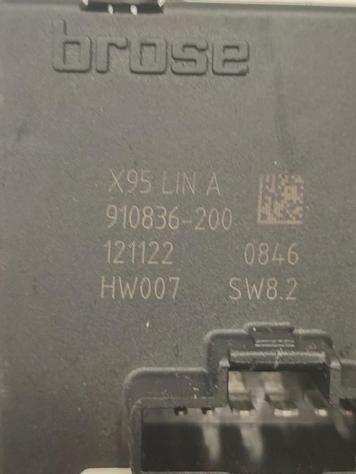 brose
X95 LIN A
910836-200
121122 0846
HW007 SW8.2